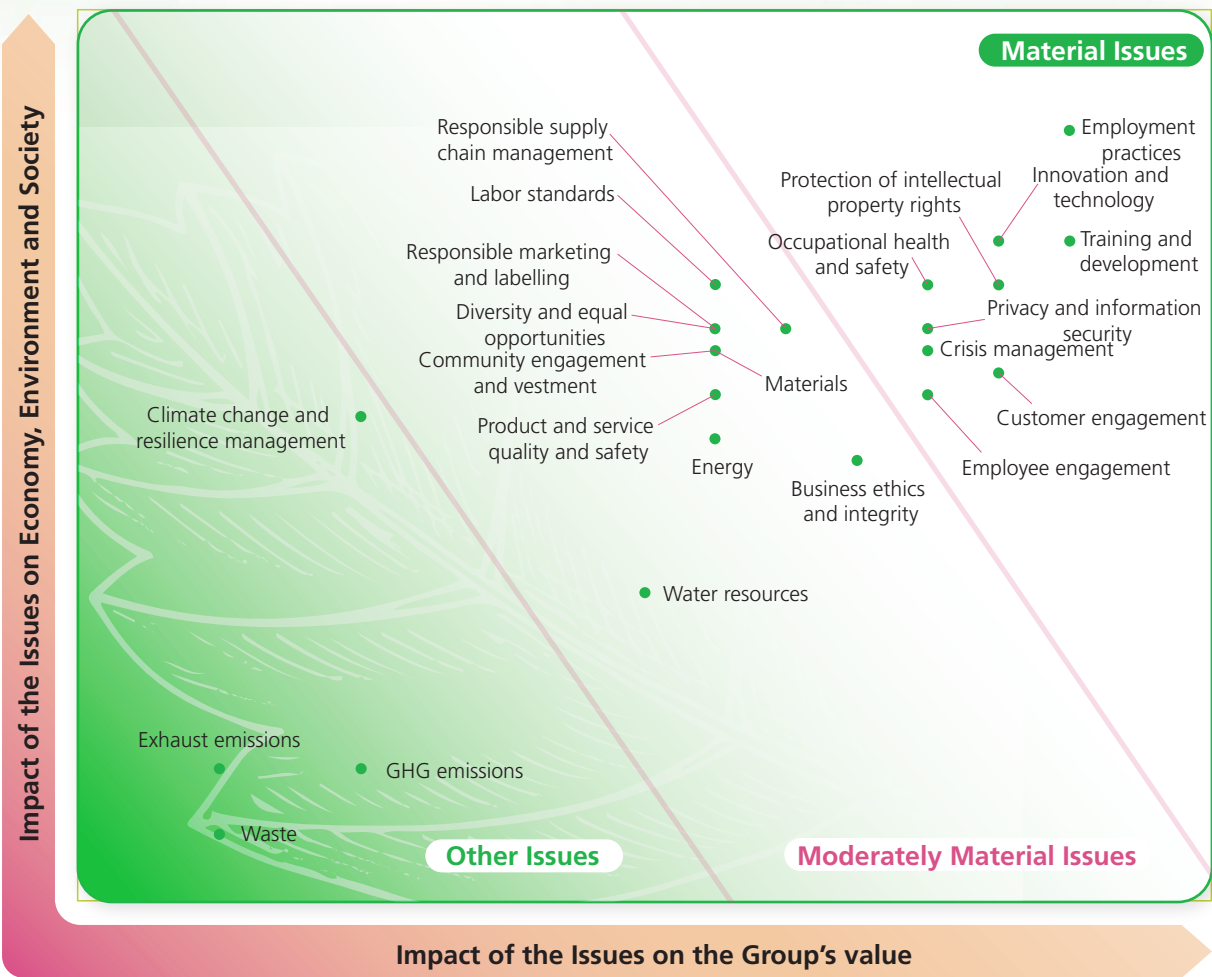 Impact of the Issues on Economy, Environment and Society
Material Issues
Responsible supply
chain management
Employment
practices
Labor standards
Protection of intellectual
property rights
Innovation and
technology
Responsible marketing
and labelling
Occupational health
and safety
Training and
development
Diversity and equal
opportunities
Privacy and information
security
Community engagement
and vestment
Crisis management
Materials
Climate change and
resilience management
Product and service
quality and safety
Customer engagement
Energy
Employee engagement
Business ethics
and integrity
Water resources
Exhaust emissions
GHG emissions
Waste
Other Issues
Moderately Material Issues
Impact of the Issues on the Group’s value